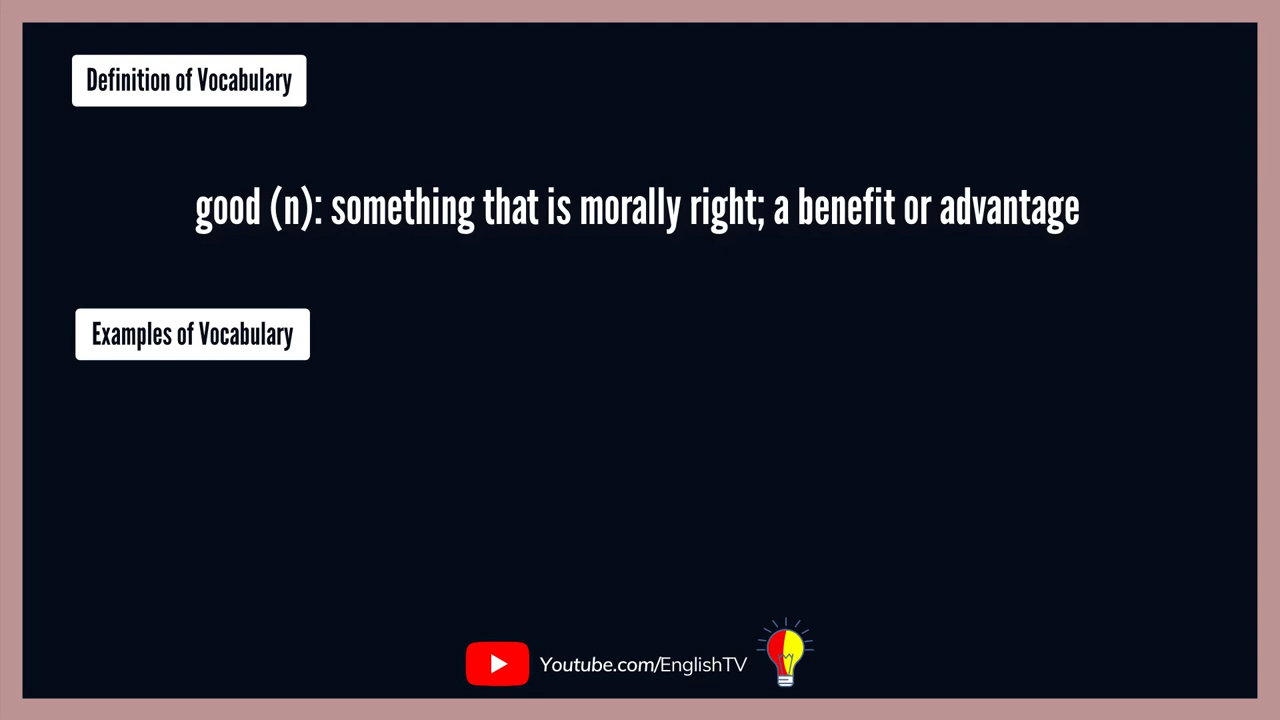 Definition of Vocabulary
good (n): something that is morally right; a benefit or advantage
Examples of Vocabulary
Youtube.com/EnglishTV